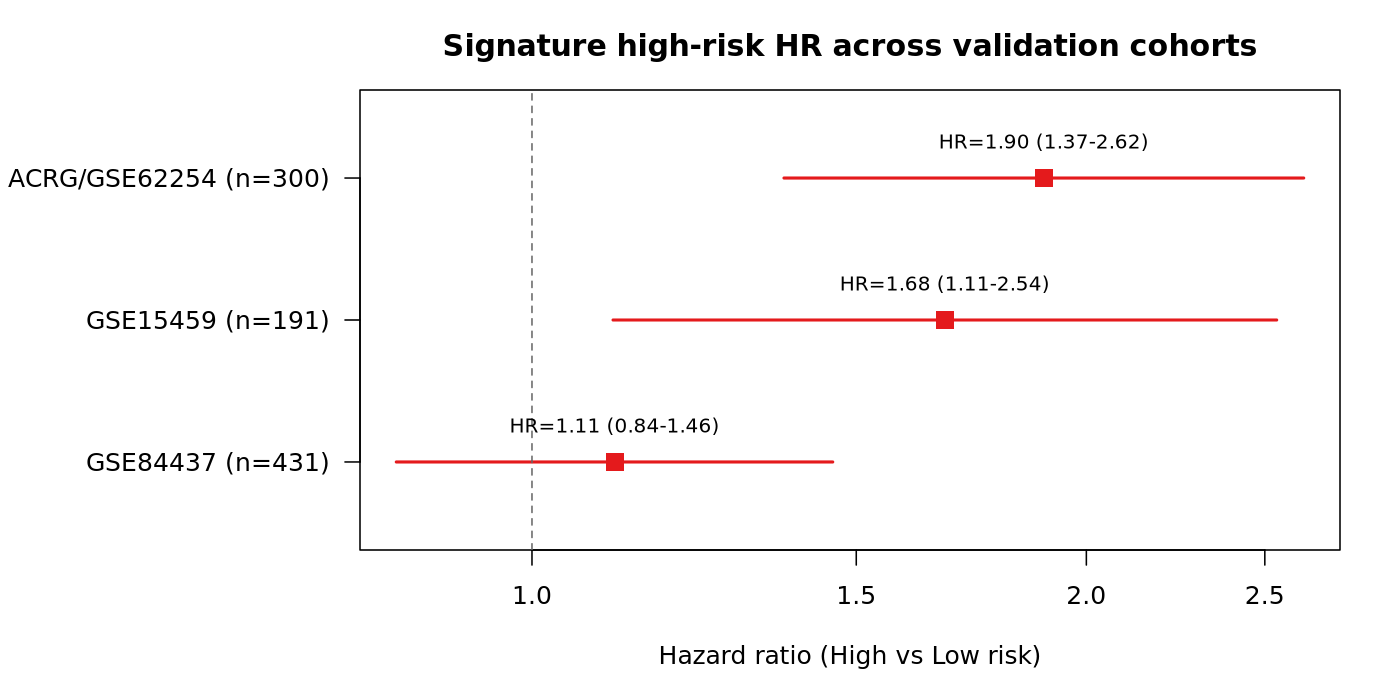 Signature high-risk HR across validation cohorts
HR=1.90 (1.37-2.62)
ACRG/GSE62254 (n=300)
HR=1.68 (1.11-2.54)
GSE15459 (n=191)
HR=1.11 (0.84-1.46)
GSE84437 (n=431)
1.0 1.5 2.0 2.5
Hazard ratio (High vs Low risk)